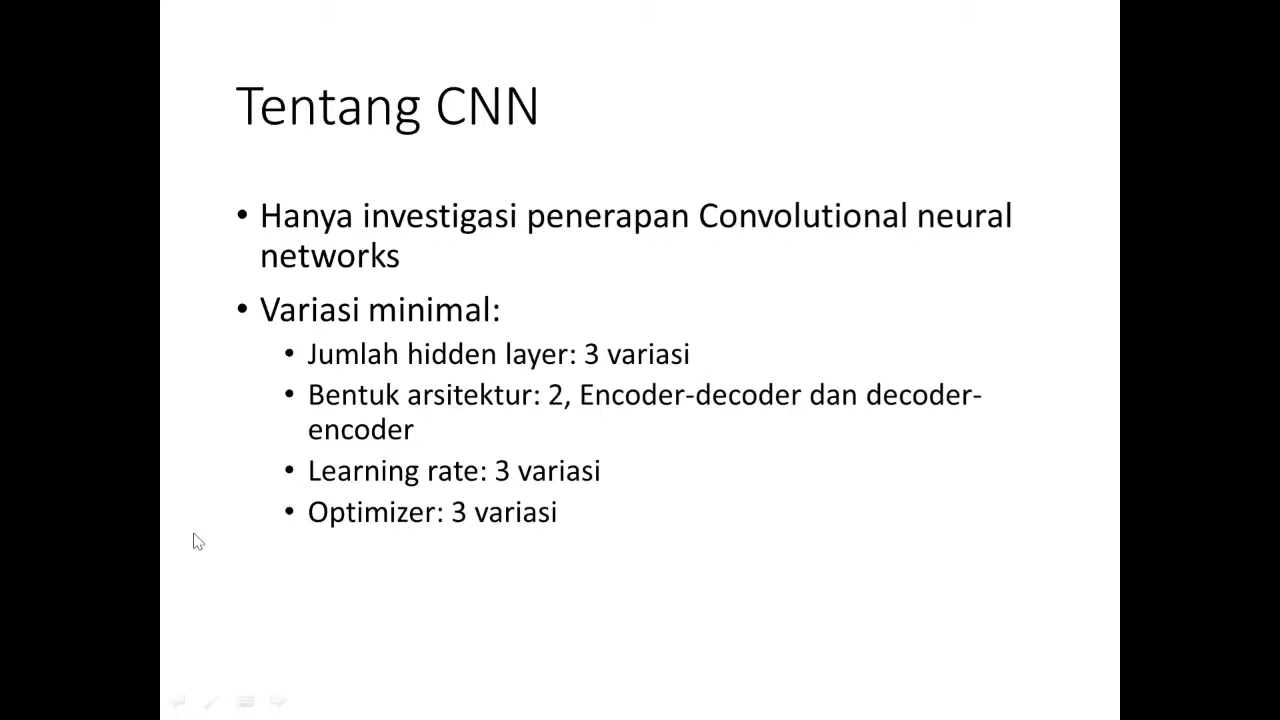 Tentang CNN
• Hanya investigasi penerapan Convolutional neural
networks
• Variasi minimal:
• Jumlah hidden layer: 3 variasi
• Bentuk arsitektur: 2, Encoder-decoder dan decoder-
encoder
• Learning rate: 3 variasi
• Optimizer: 3 variasi